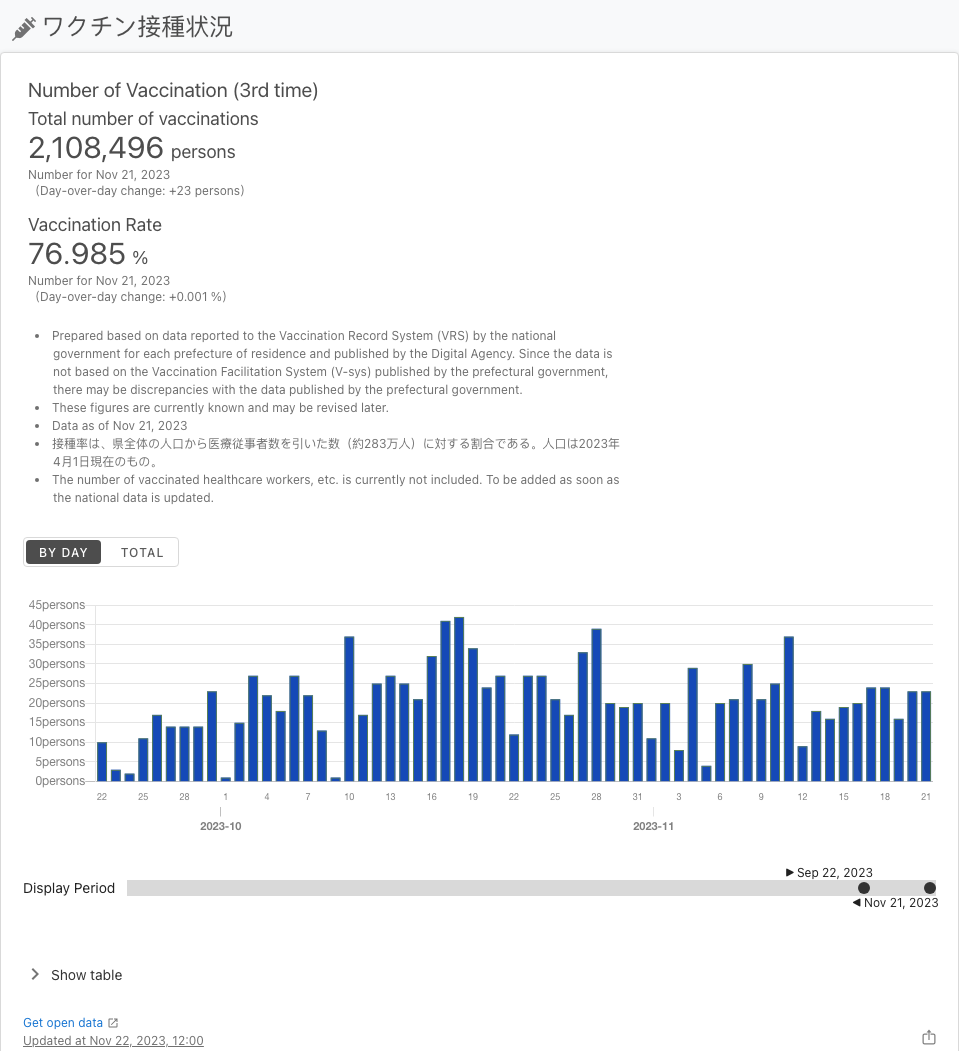 ワクチン接種状況
Number of Vaccination (3rd time)
Total number of vaccinations
2,108,496 persons
Number for Nov 21, 2023
(Day-over-day change: +23 persons)
Vaccination Rate
76.985 %
Number for Nov 21, 2023
(Day-over-day change: +0.001 %)
• Prepared based on data reported to the Vaccination Record System (VRS) by the national
government for each prefecture of residence and published by the Digital Agency. Since the data is
not based on the Vaccination Facilitation System (V-sys) published by the prefectural government,
there may be discrepancies with the data published by the prefectural government.
• These figures are currently known and may be revised later.
• Data as of Nov 21, 2023
• 接種率は、県全体の人口から医療従事者数を引いた数（約283万人）に対する割合である。人口は2023年
4月1日現在のもの。
• The number of vaccinated healthcare workers, etc. is currently not included. To be added as soon as
the national data is updated.
BY DAY TOTAL
45persons
40persons
35persons
30persons
25persons
20persons
15persons
10persons
5persons
0persons
22 25 28 1 4 7 10 13 16 19 22 25 28 31 3 6 9 12 15 18 21
2023-10 2023-11
Sep 22, 2023
Display Period
Nov 21, 2023
Show table
Get open data
Updated at Nov 22, 2023, 12:00